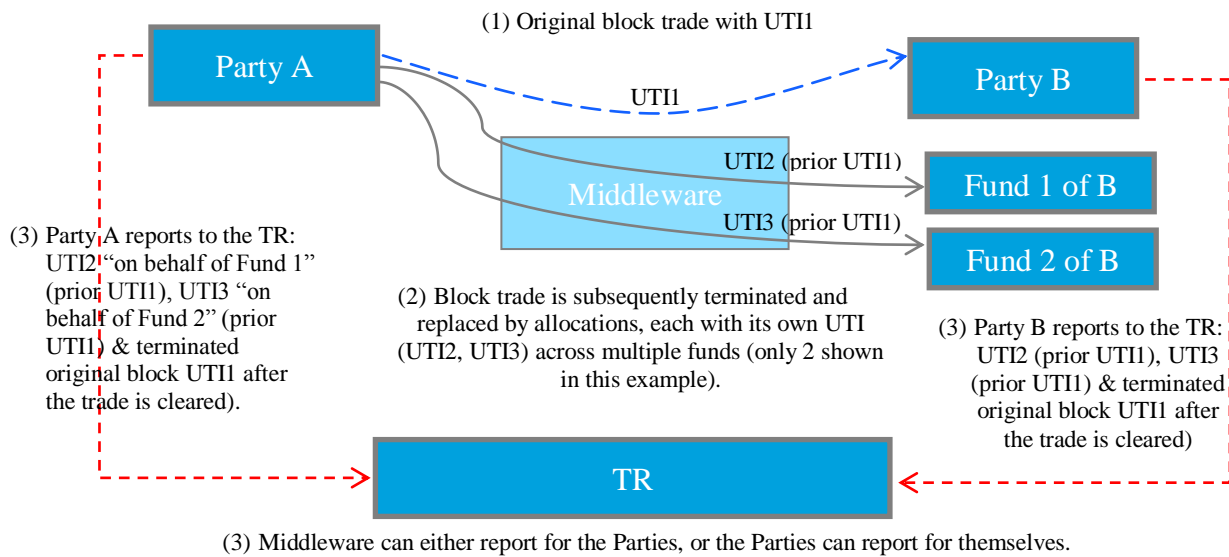 (1) Original block trade with UTI1
Party A
Party B
UTI1
UTI2 (prior UTI1)
Middleware
Fund 1 of B
UTI3 (prior UTI1)
Fund 2 of B
(3) Party A reports to the TR:
UTI2 “on behalf of Fund 1”
(prior UTI1), UTI3 “on
behalf of Fund 2” (prior
UTI1) & terminated
original block UTI1 after
the trade is cleared).
(2) Block trade is subsequently terminated and
replaced by allocations, each with its own UTI
(UTI2, UTI3) across multiple funds (only 2 shown
in this example).
(3) Party B reports to the TR:
UTI2 (prior UTI1), UTI3
(prior UTI1) & terminated
original block UTI1 after
the trade is cleared)
TR
(3) Middleware can either report for the Parties, or the Parties can report for themselves.